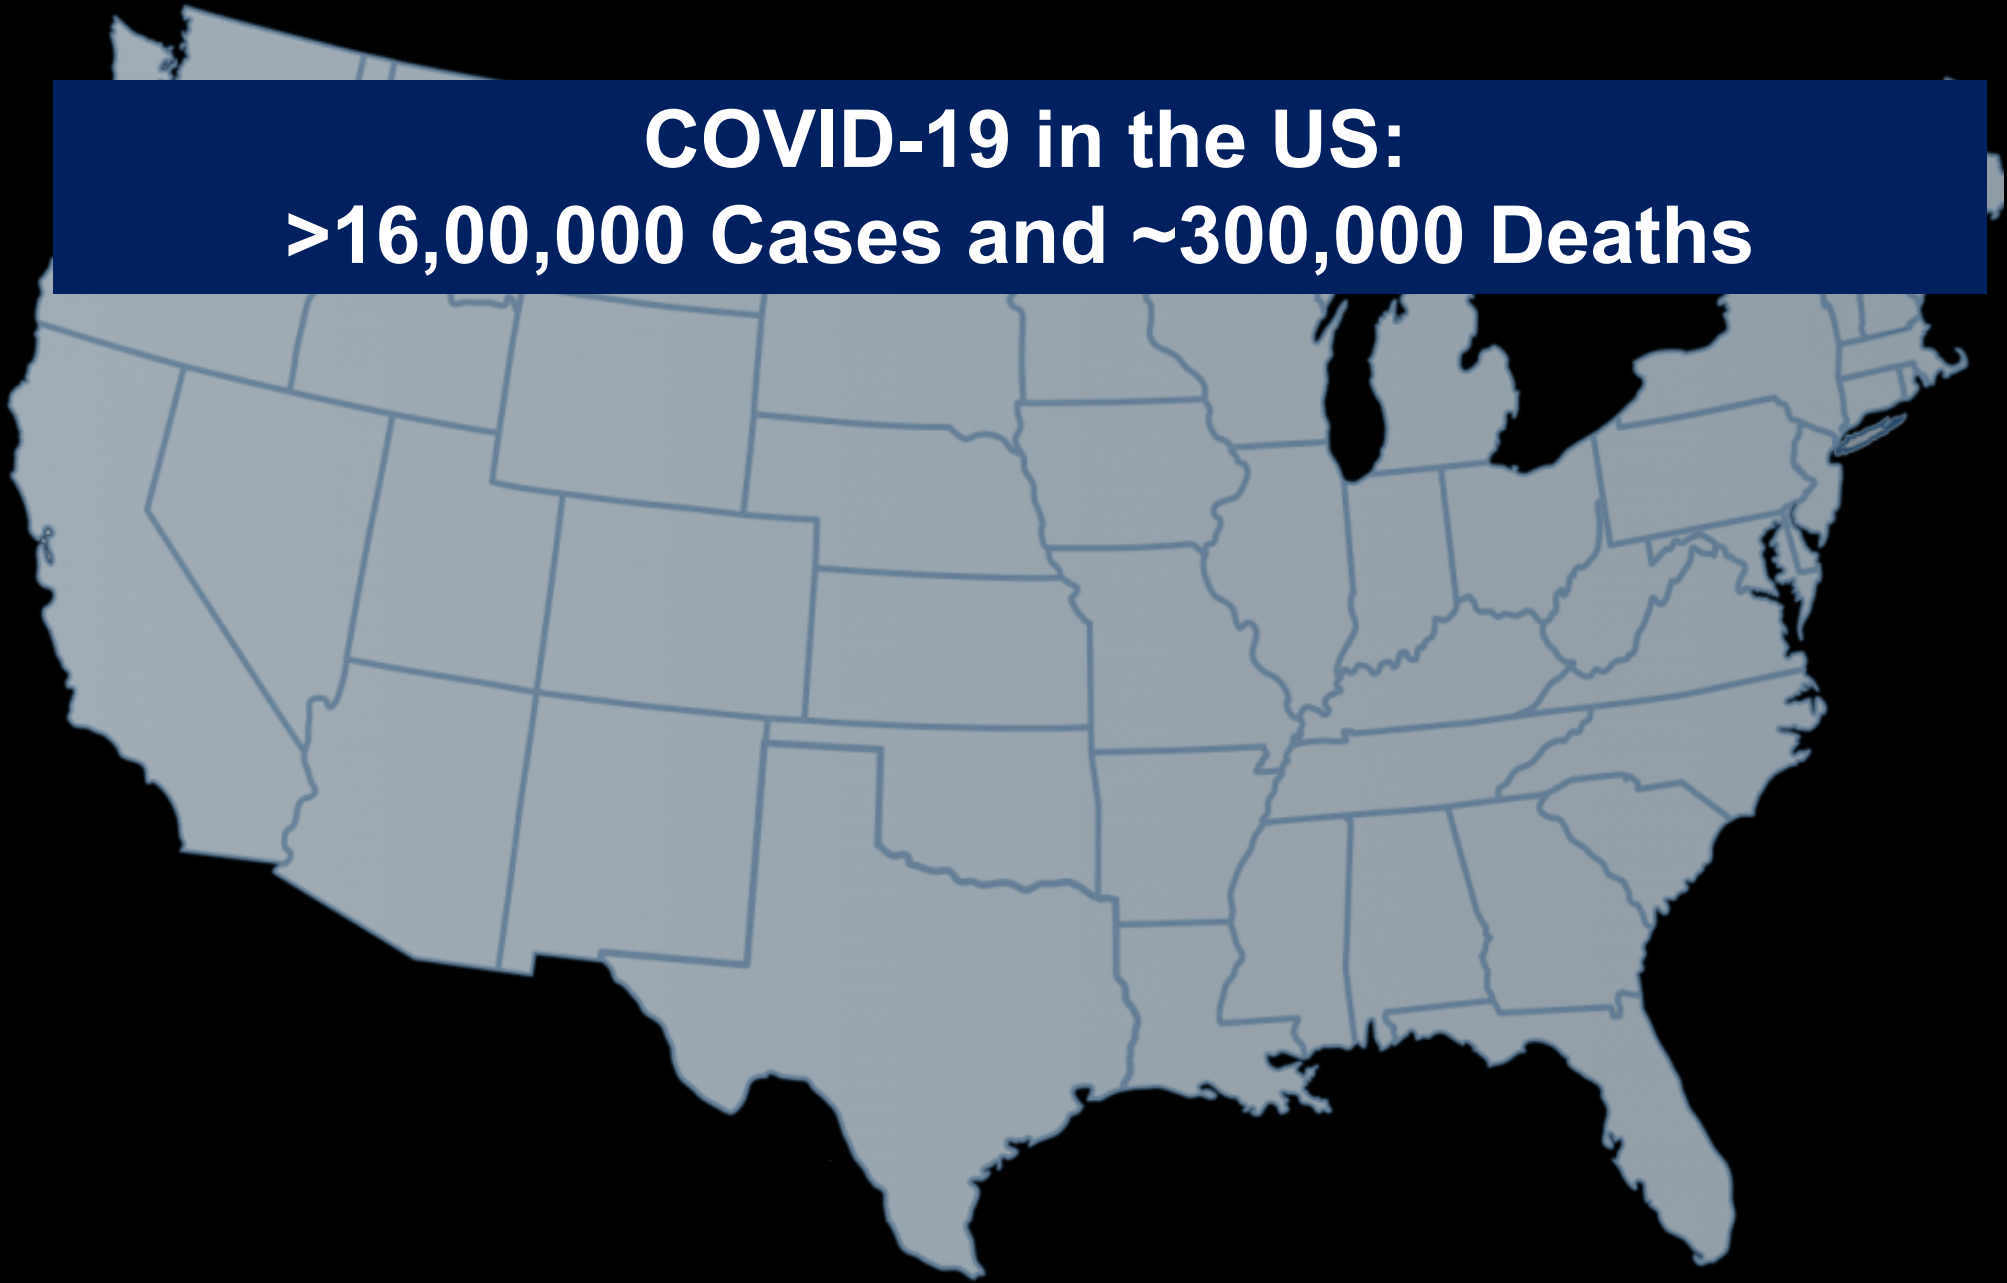 COVID-19 in the US:
>16,00,000 Cases and ~300,000 Deaths